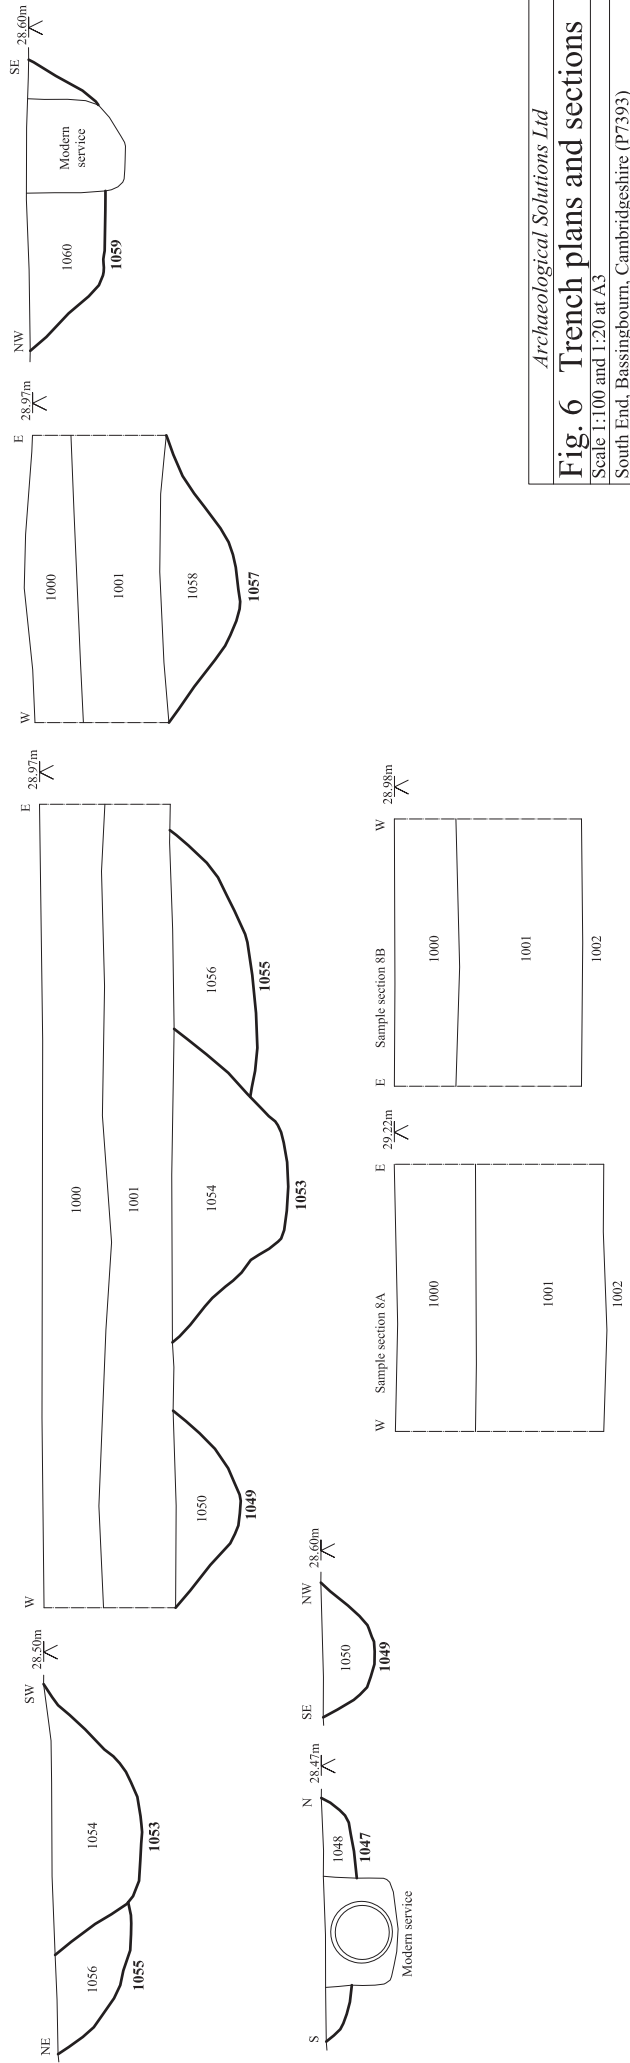 NE
SW
28.50m
1056
1054
1055
1053
W
E
28.97m
1000
1001
1050
1054
1056
1049
1053
1055
W
E
28.97m
1000
1001
1058
1057
NW
SE
28.60m
1060
Modern
service
1059
S
N
28.47m
1048
1047
Modern service
SE
NW
28.60m
1050
1049
W
Sample section 8A
E
29.22m
1000
1001
1002
E
Sample section 8B
W
28.98m
1000
1001
1002
Archaeological Solutions Ltd
Fig. 6 Trench plans and sections
Scale 1:100 and 1:20 at A3
South End, Bassingbourn, Cambridgeshire (P7393)